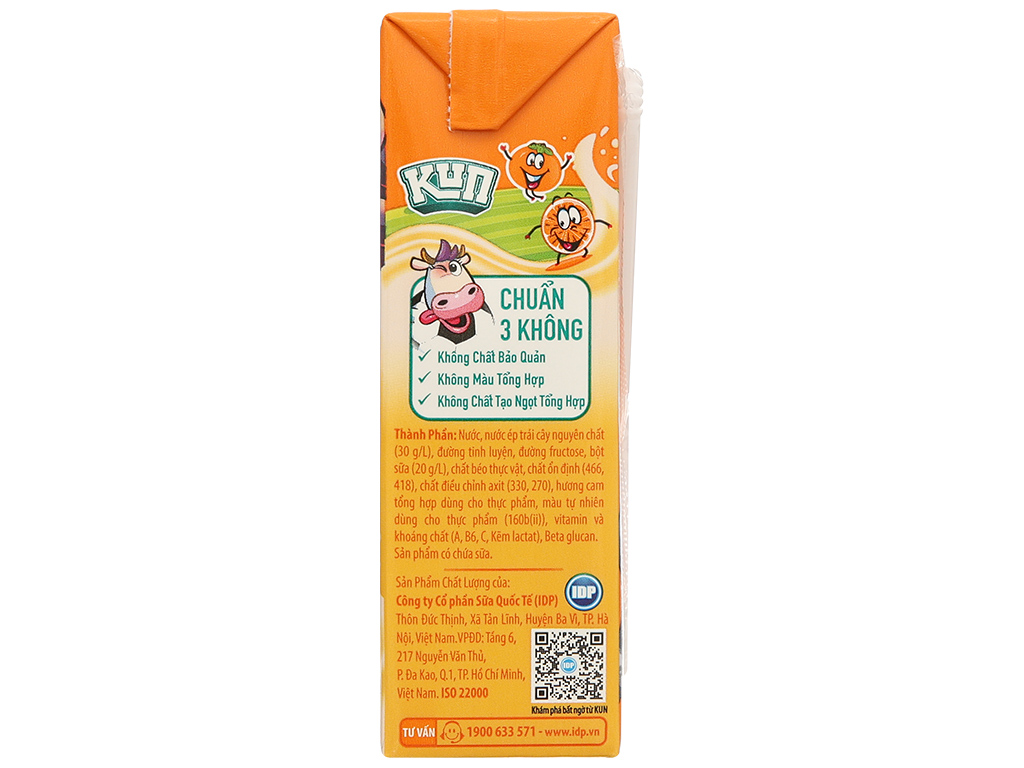 KUN
CHUẨN
3 KHÔNG
Không Chất Bảo Quản
Không Màu Tổng Hợp
Không Chất Tạo Ngọt Tổng Hợp
Thành Phần: Nước, nước ép trái cây nguyên chất
(30 g/L), đường tinh luyện, đường fructose, bột
sữa (20 g/L), chất béo thực vật, chất ổn định (466,
418), chất điều chỉnh axit (330, 270), hương cam
tổng hợp dùng cho thực phẩm, màu tự nhiên
dùng cho thực phẩm (160b(ii)), vitamin và
khoáng chất (A, B6, C, Kẽm lactat), Beta glucan.
Sản phẩm có chứa sữa.
Sản Phẩm Chất Lượng của:
Công ty Cổ phần Sữa Quốc Tế (IDP)
IDP
Thôn Đức Thịnh, Xã Tản Lĩnh, Huyện Ba Vì, TP. Hà
Nội, Việt Nam.VPĐD: Tầng 6,
217 Nguyễn Văn Thủ,
P. Đa Kao, Q.1, TP. Hồ Chí Minh,
Việt Nam. ISO 22000
IDP
Khám phá bất ngờ từ KUN
TƯ VẤN 1900 633 571 - www.idp.vn